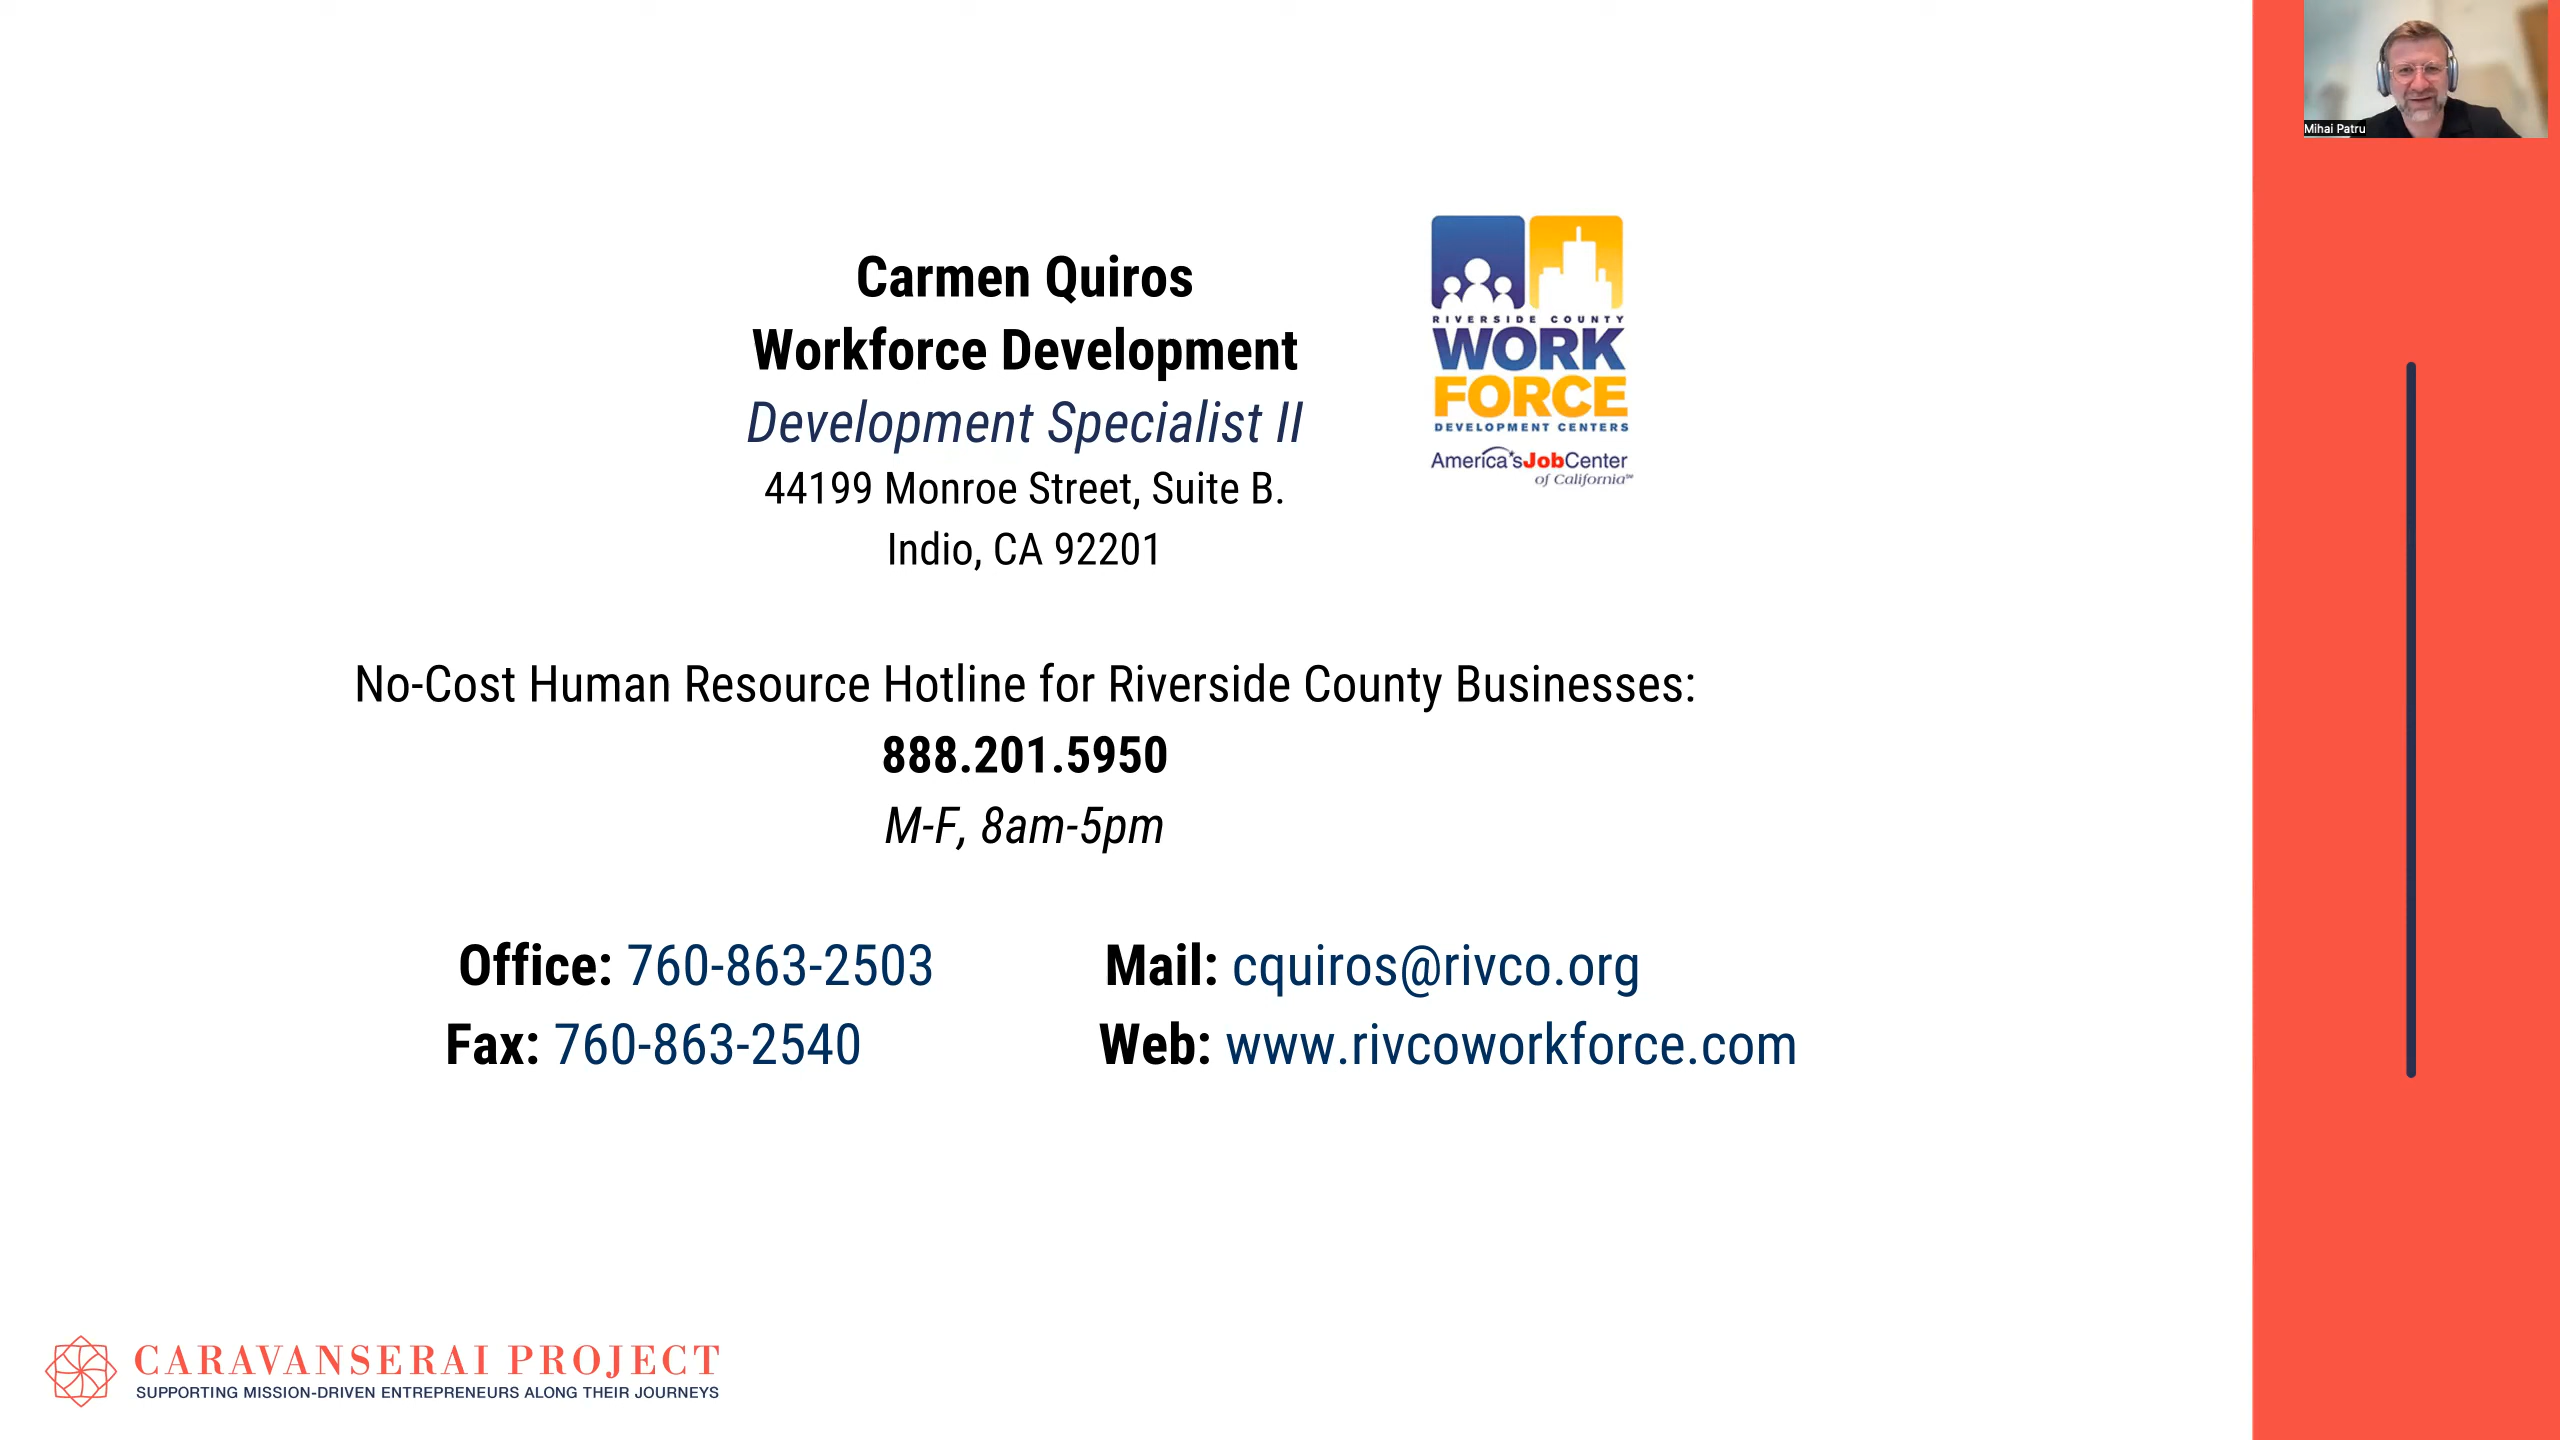 Mihai Patru
Carmen Quiros
Workforce Development
Development Specialist II
44199 Monroe Street, Suite B.
Indio, CA 92201
RIVERSIDE COUNTY
WORK
FORCE
DEVELOPMENT CENTERS
America'sJobCenter
of California℠
No-Cost Human Resource Hotline for Riverside County Businesses:
888.201.5950
M-F, 8am-5pm
Office: 760-863-2503
Mail: cquiros@rivco.org
Fax: 760-863-2540
Web: www.rivcoworkforce.com
CARAVANSERAI PROJECT
SUPPORTING MISSION-DRIVEN ENTREPRENEURS ALONG THEIR JOURNEYS